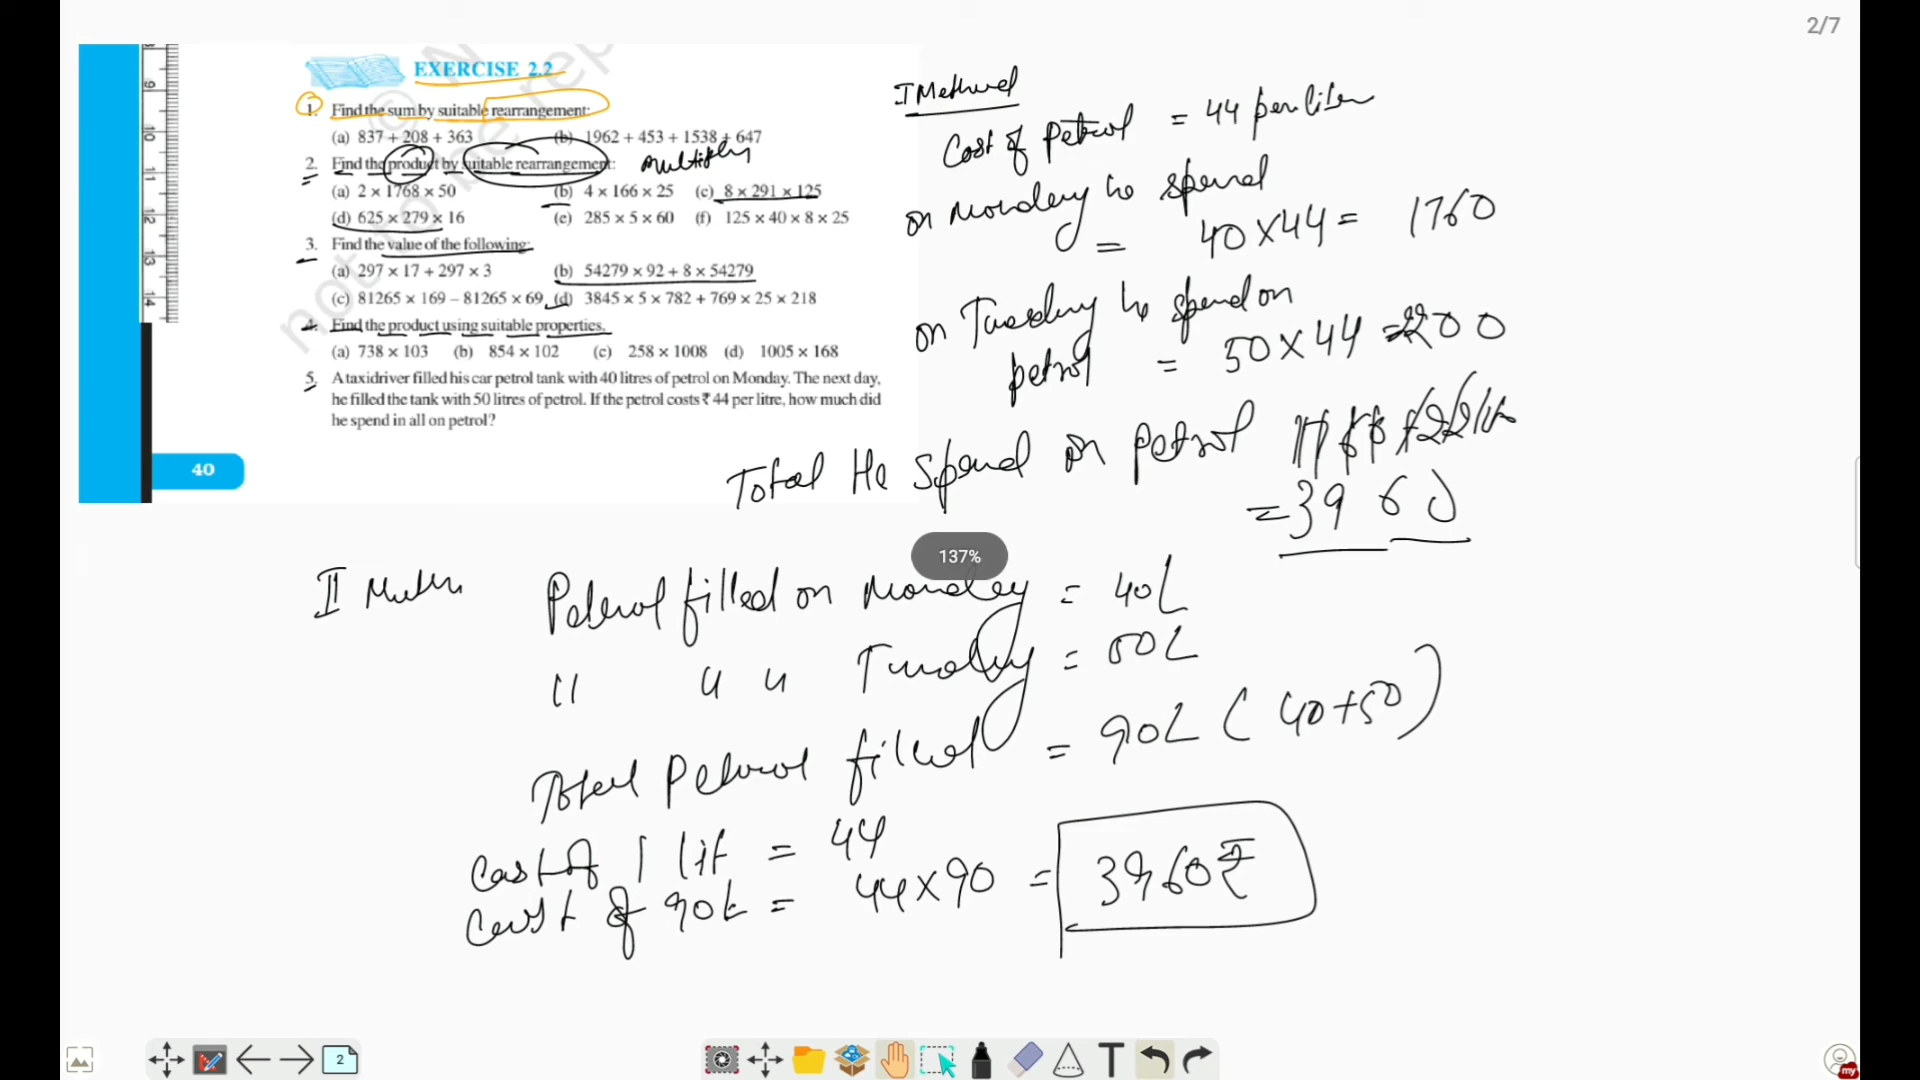 2/7
EXERCISE 2.2
1. Find the sum by suitable rearrangement:
(a) 837 + 208 + 363 (b) 1962 + 453 + 1538 + 647
2. Find the product by suitable rearrangement: multiply
(a) 2 × 1768 × 50 (b) 4 × 166 × 25 (c) 8 × 291 × 125
(d) 625 × 279 × 16 (e) 285 × 5 × 60 (f) 125 × 40 × 8 × 25
3. Find the value of the following:
(a) 297 × 17 + 297 × 3 (b) 54279 × 92 + 8 × 54279
(c) 81265 × 169 – 81265 × 69 (d) 3845 × 5 × 782 + 769 × 25 × 218
4. Find the product using suitable properties.
(a) 738 × 103 (b) 854 × 102 (c) 258 × 1008 (d) 1005 × 168
5. A taxidriver filled his car petrol tank with 40 litres of petrol on Monday. The next day,
he filled the tank with 50 litres of petrol. If the petrol costs ₹ 44 per litre, how much did
he spend in all on petrol?
40
9
10
11
12
13
14
I Method
Cost of Petrol = 44 per liter
on Monday he spend
= 40 × 44 = 1760
on Tuesday he spend on
petrol = 50 × 44 = 2200
Total He Spend on petrol
= 3960
137%
II
Petrol filled on Monday = 40L
" " " Tuesday = 50L
Total Petrol filled = 90L (40+50)
Cost of 1 lit = 44
Cost of 90L = 44 × 90 = 3960 ₹
2
T
my